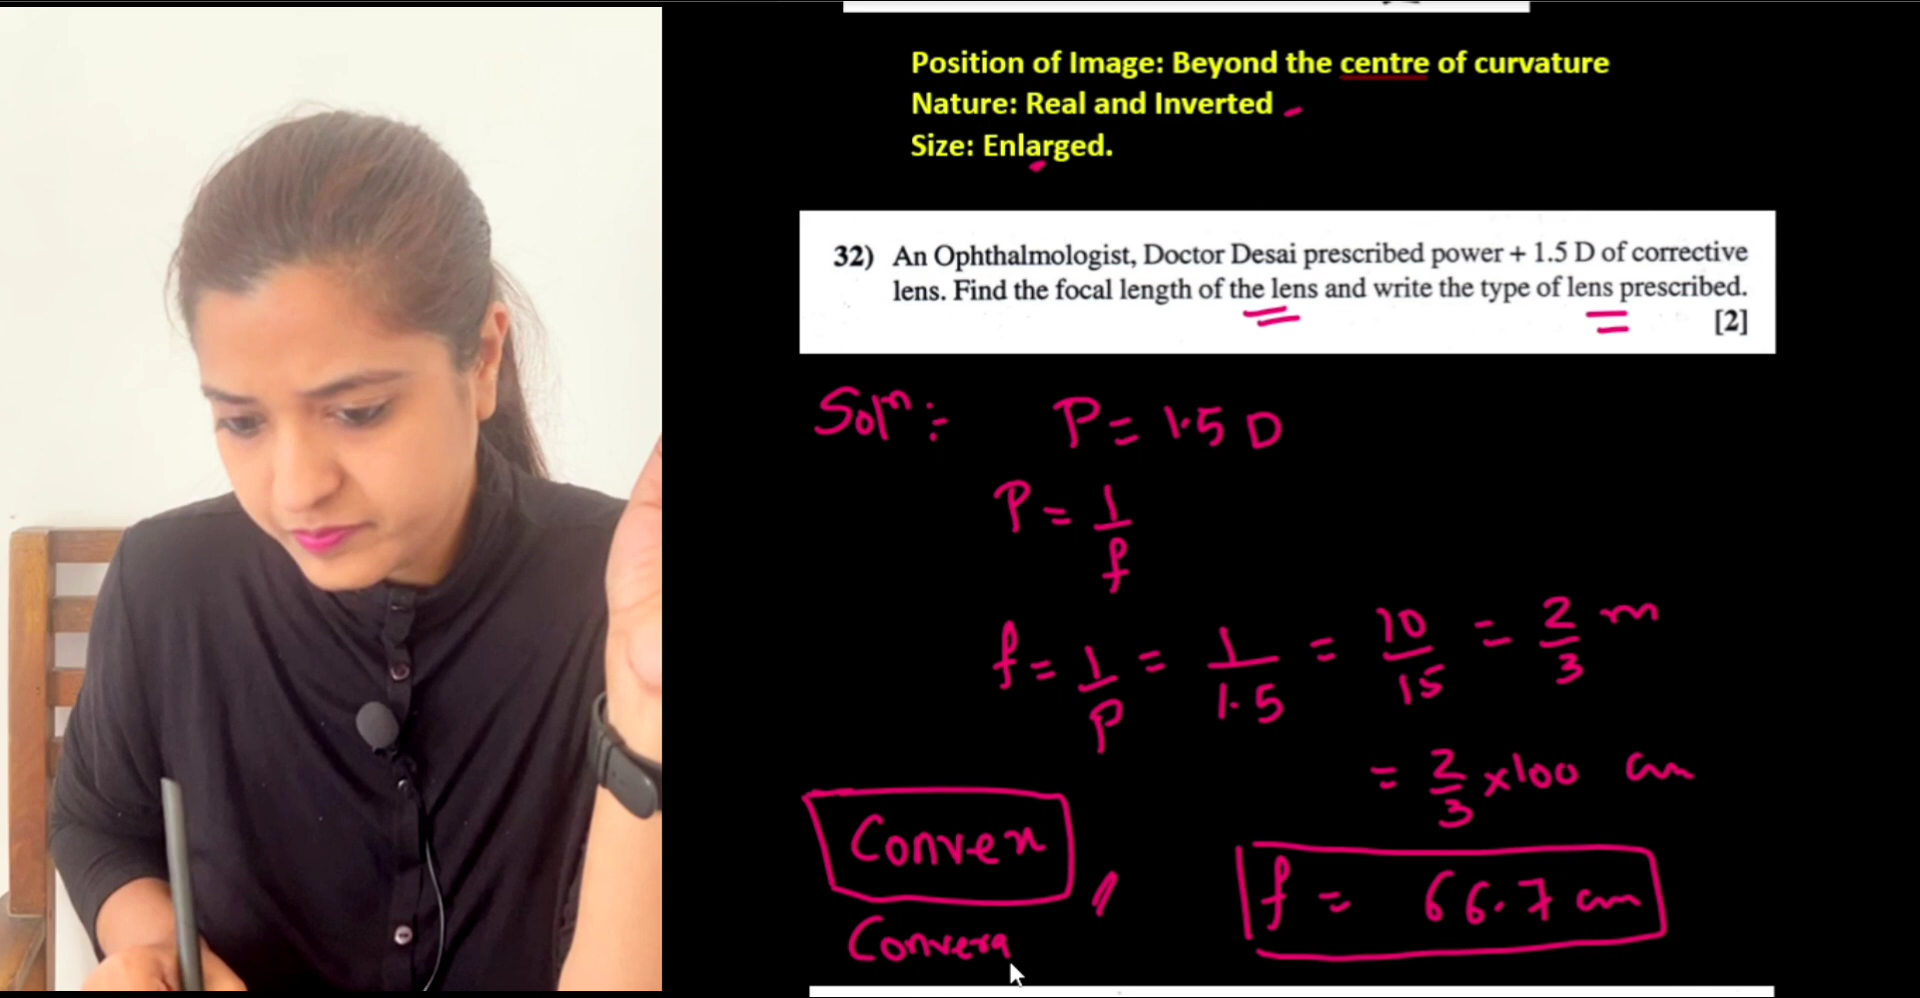 Position of Image: Beyond the centre of curvature
Nature: Real and Inverted
Size: Enlarged.
32) An Ophthalmologist, Doctor Desai prescribed power + 1.5 D of corrective
lens. Find the focal length of the lens and write the type of lens prescribed.
[2]
Solⁿ: P = 1.5 D
P = 1/f
f = 1/P = 1/1.5 = 10/15 = 2/3 m
= 2/3 x100 cm
Convex
f = 66.7 cm
Converg